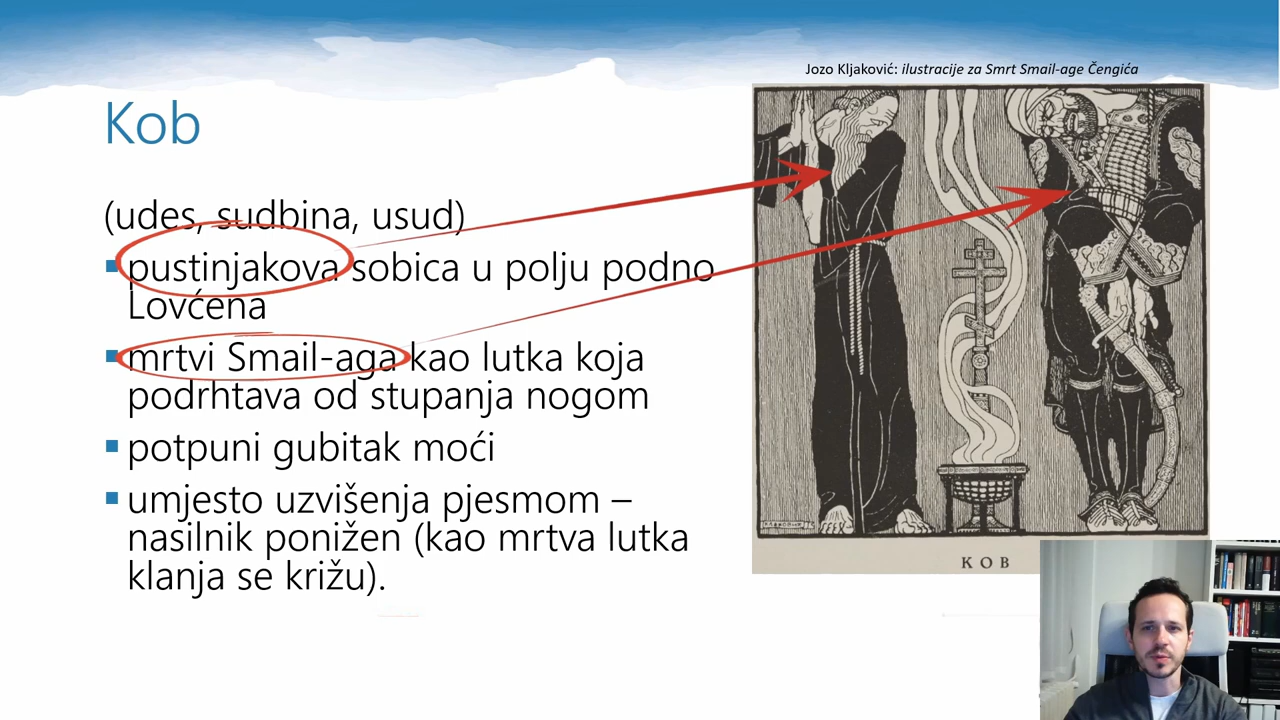 Jozo Kljaković: ilustracije za Smrt Smail-age Čengića
Kob
(udes, sudbina, usud)
pustinjakova sobica u polju podno
Lovćena
mrtvi Smail-aga kao lutka koja
podrhtava od stupanja nogom
potpuni gubitak moći
umjesto uzvišenja pjesmom –
nasilnik ponižen (kao mrtva lutka
klanja se križu).
KOB